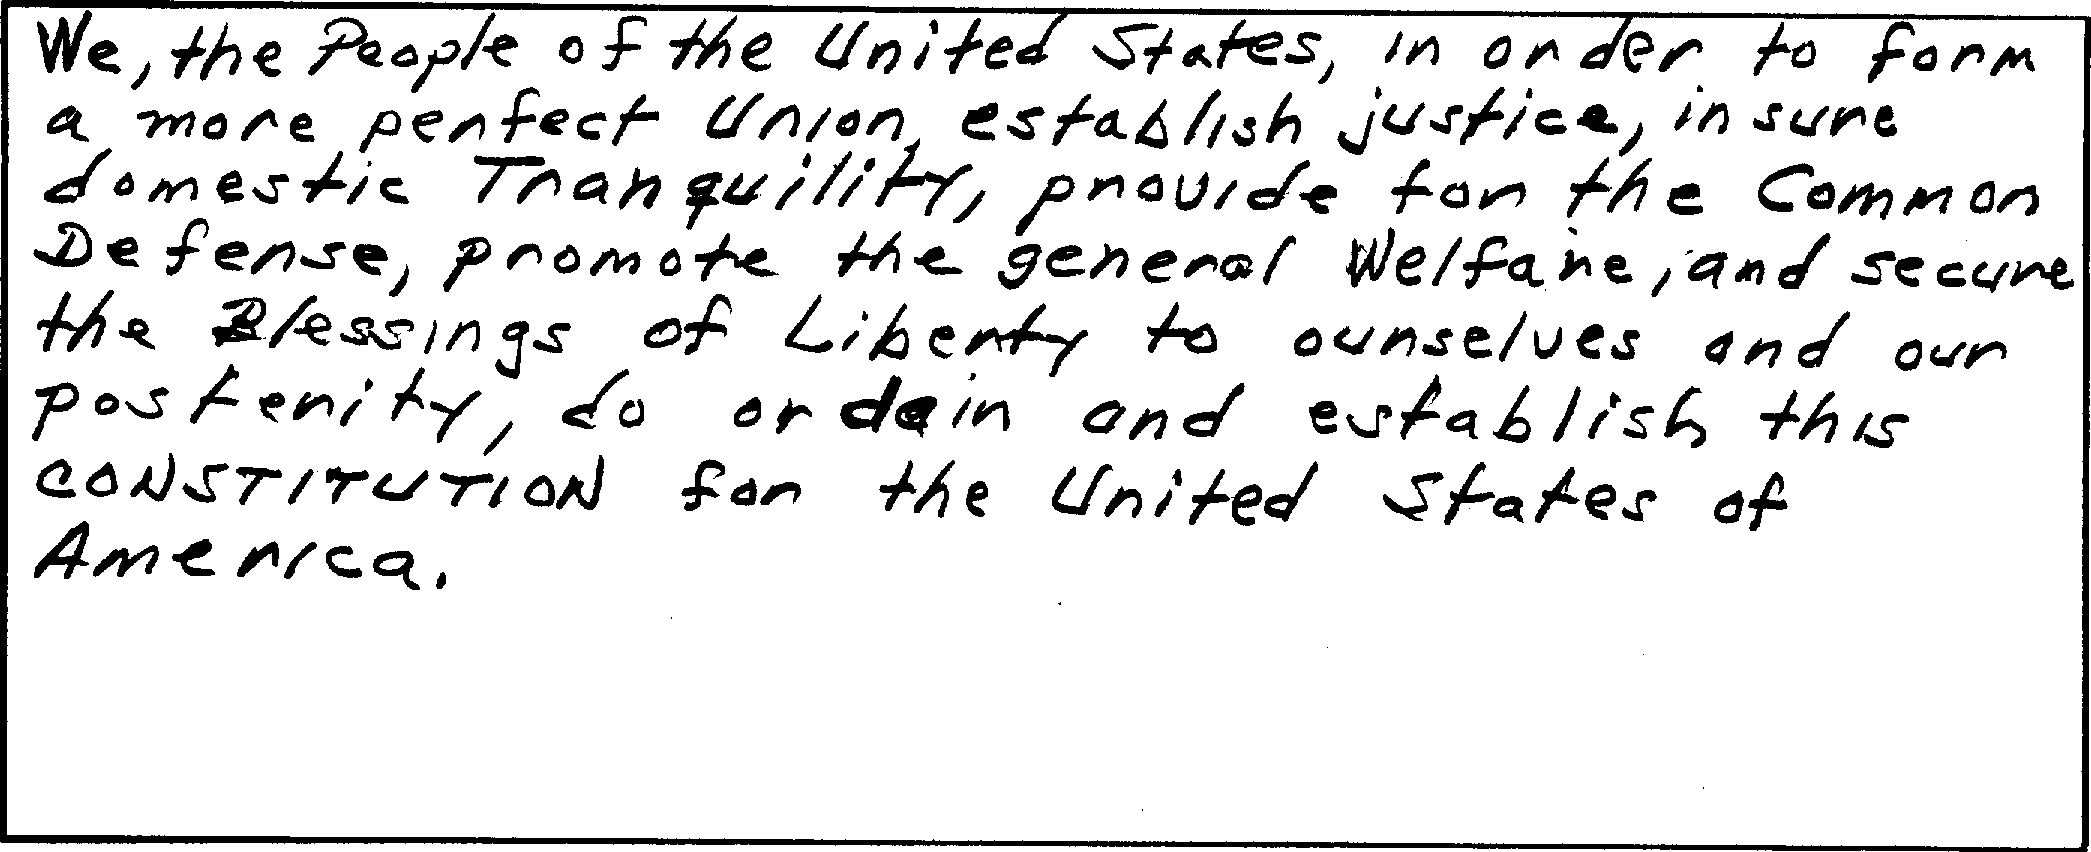 We, the People of the United States, in order to form
a more perfect Union, establish justice, insure
domestic Tranquility, provide for the Common
Defense, promote the general Welfare, and secure
the Blessings of Liberty to ourselves and our
posterity, do ordain and establish this
CONSTITUTION for the United States of
America.